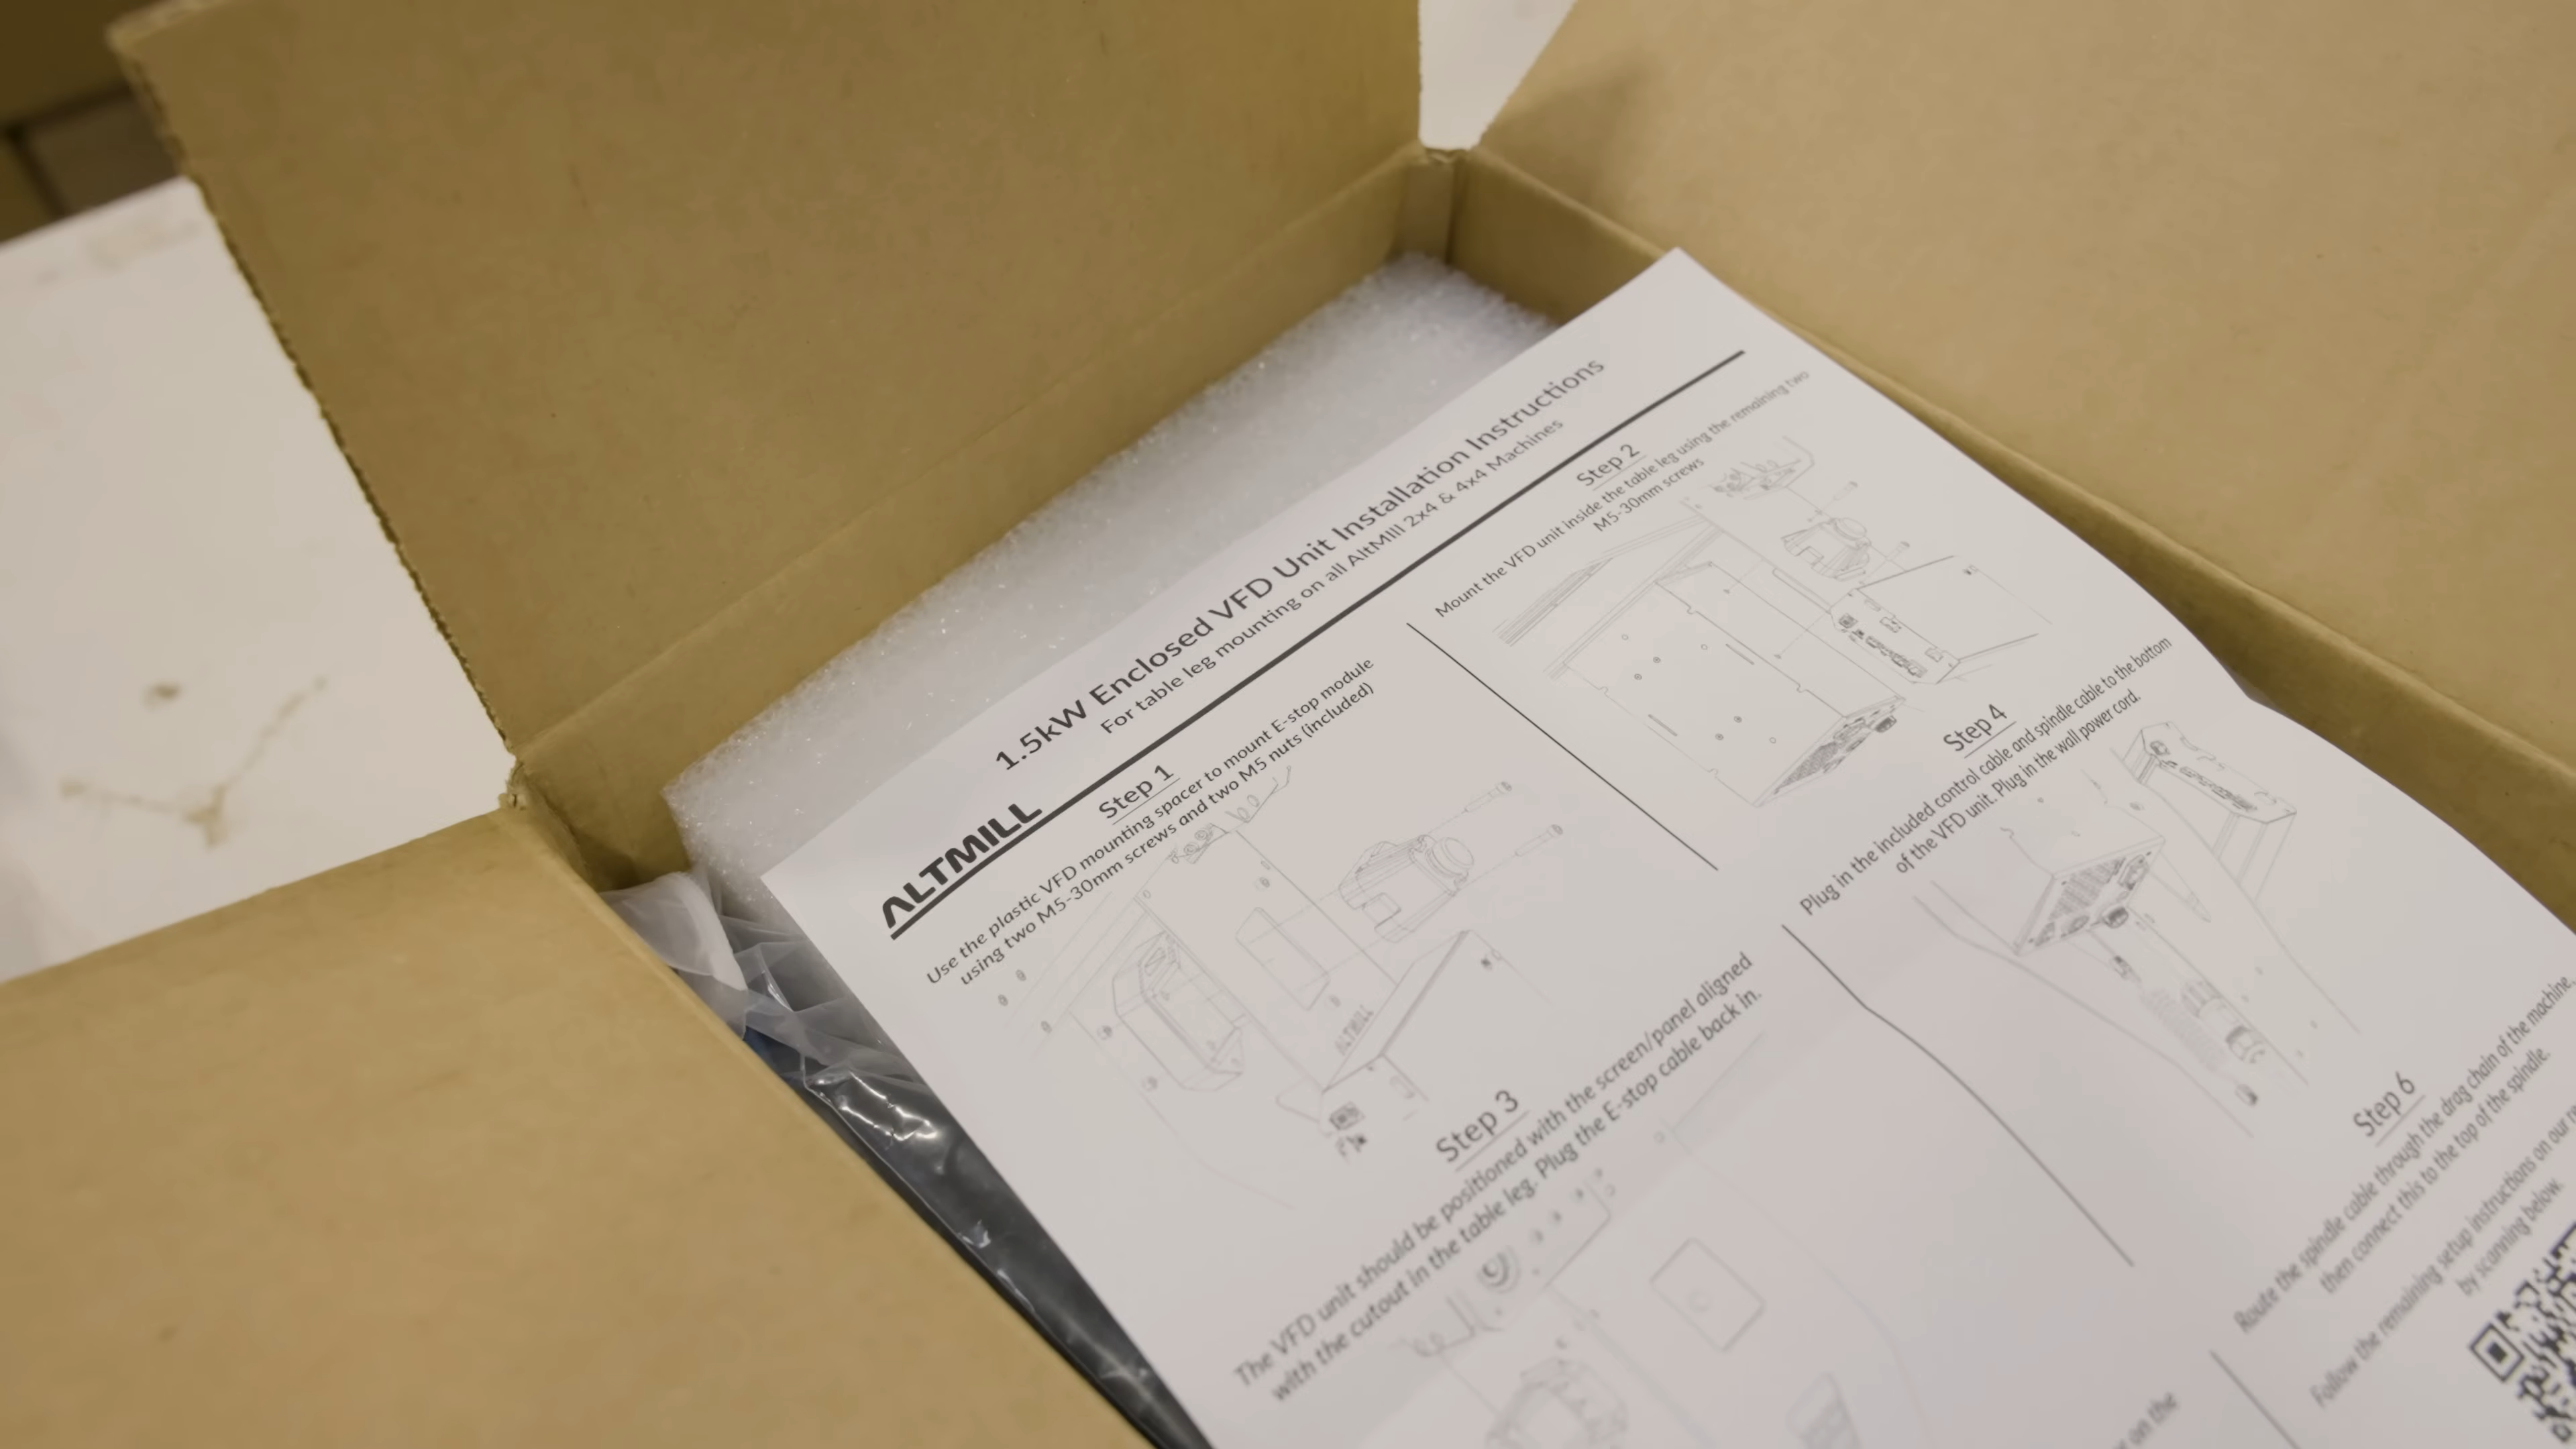 1.5kW Enclosed VFD Unit Installation Instructions
For table leg mounting on all AltMill 2x4 & 4x4 Machines
ALTMILL
Step 1
Use the plastic VFD mounting spacer to mount E-stop module
using two M5-30mm screws and two M5 nuts (included)
ALTMILL
Step 2
Mount the VFD unit inside the table leg using the remaining two
M5-30mm screws
Step 3
The VFD unit should be positioned with the screen/panel aligned
with the cutout in the table leg. Plug the E-stop cable back in.
Step 4
Plug in the included control cable and spindle cable to the bottom
of the VFD unit. Plug in the wall power cord.
on the
Step 6
Route the spindle cable through the drag chain of the machine,
then connect this to the top of the spindle.
Follow the remaining setup instructions on our
by scanning below.